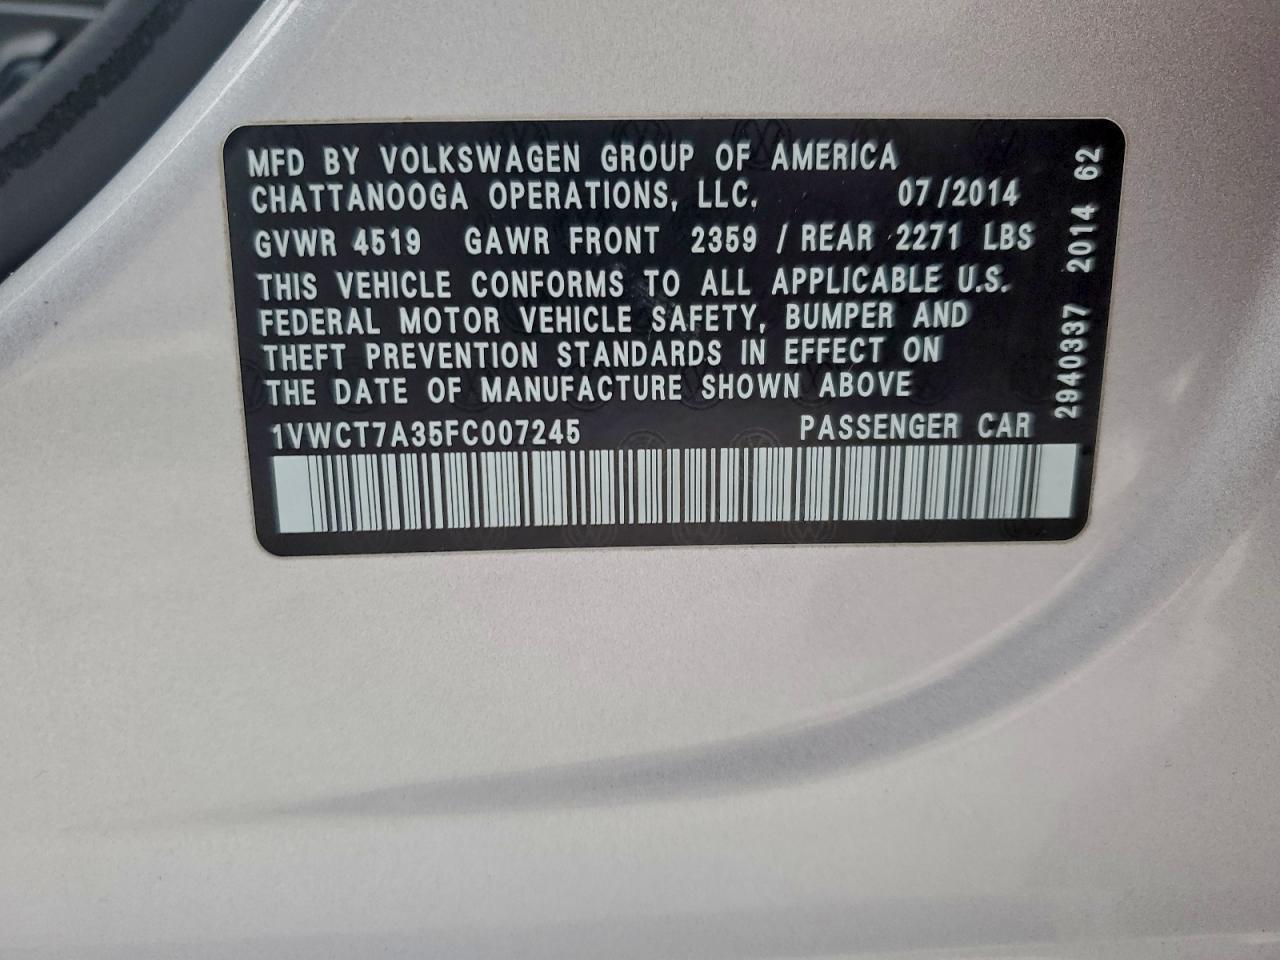 MFD BY VOLKSWAGEN GROUP OF AMERICA
CHATTANOOGA OPERATIONS, LLC. 07/2014
GVWR 4519 GAWR FRONT 2359 / REAR 2271 LBS
THIS VEHICLE CONFORMS TO ALL APPLICABLE U.S.
FEDERAL MOTOR VEHICLE SAFETY, BUMPER AND
THEFT PREVENTION STANDARDS IN EFFECT ON
THE DATE OF MANUFACTURE SHOWN ABOVE
1VWCT7A35FC007245 PASSENGER CAR
2940337 2014 62